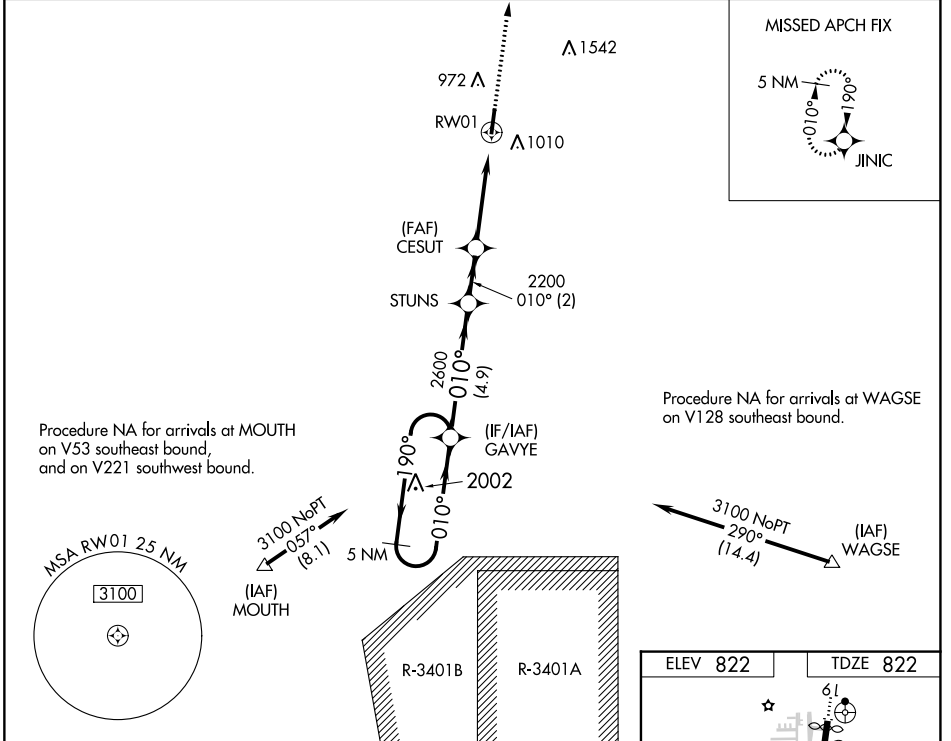 MISSED APCH FIX
5 NM
010°
190°
JINIC
1542
972
RW01
1010
(FAF)
CESUT
2200
010° (2)
STUNS
2600
010°
(4.9)
Procedure NA for arrivals at MOUTH
on V53 southeast bound,
and on V221 southwest bound.
Procedure NA for arrivals at WAGSE
on V128 southeast bound.
(IF/IAF)
GAVYE
190°
2002
010°
5 NM
3100 NoPT
057°
(8.1)
(IAF)
MOUTH
3100 NoPT
290°
(14.4)
(IAF)
WAGSE
MSA RW01 25 NM
3100
R-3401B
R-3401A
ELEV 822
TDZE 822
19